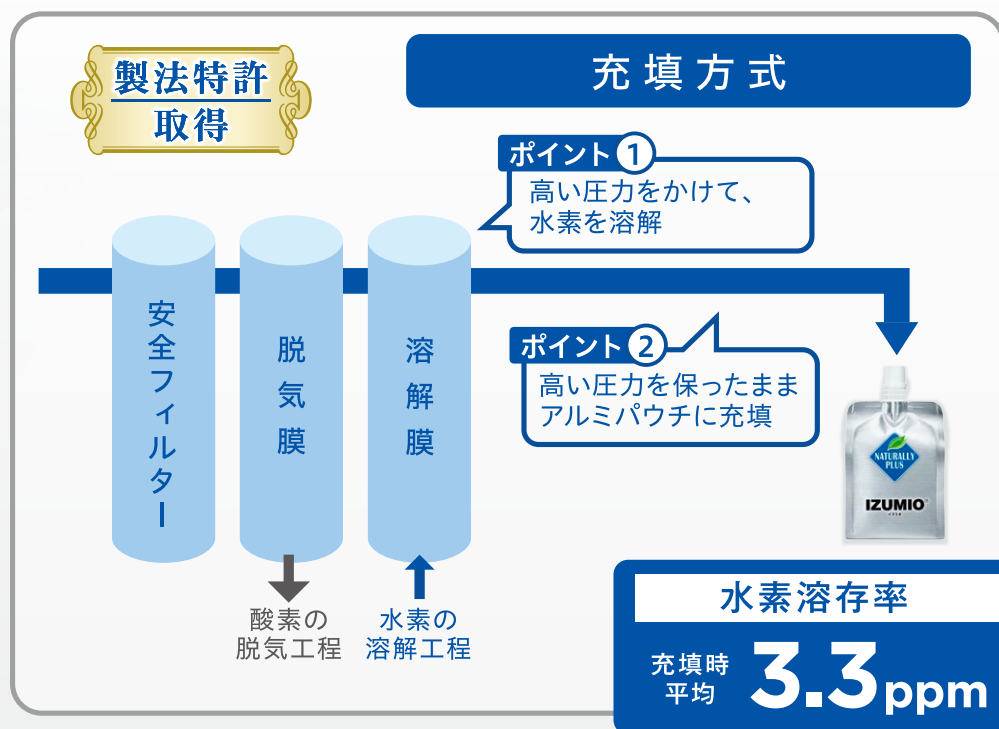 製法特許
取得
充填方式
ポイント①
高い圧力をかけて、
水素を溶解
安全フィルター
脱気膜
溶解膜
ポイント②
高い圧力を保ったまま
アルミパウチに充填
NATURALLY
PLUS
IZUMIO
酸素の
脱気工程
水素の
溶解工程
水素溶存率
充填時
平均
3.3ppm